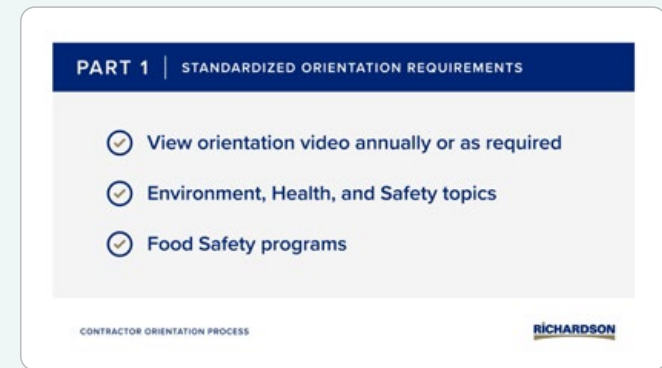 PART 1 | STANDARDIZED ORIENTATION REQUIREMENTS
View orientation video annually or as required
Environment, Health, and Safety topics
Food Safety programs
CONTRACTOR ORIENTATION PROCESS
RICHARDSON